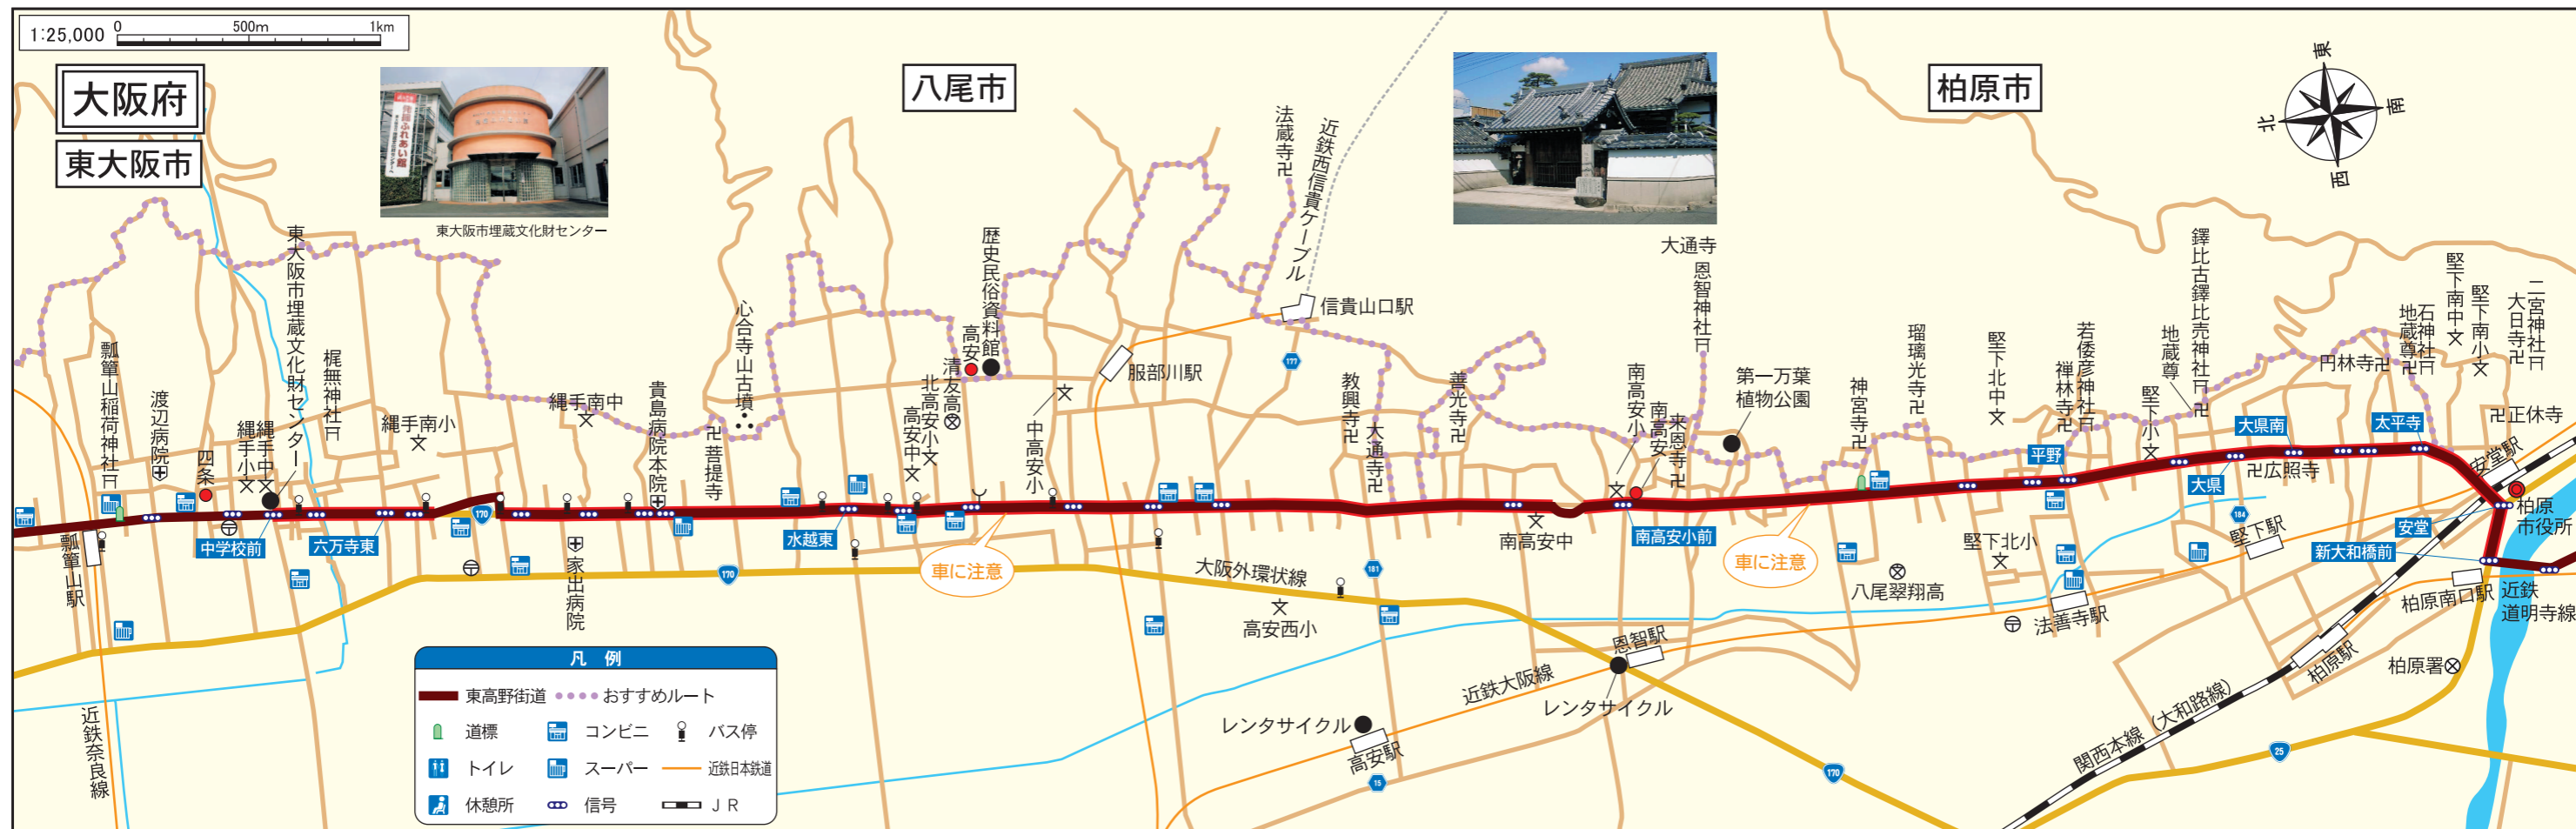 1:25,000
0 500m 1km
大阪府
東大阪市
八尾市
柏原市
東
南
西
北
佳龍ふれあい館
東大阪市埋蔵文化財センター
大通寺
瓢簞山稲荷神社
渡辺病院
四条
縄手小
縄手中
東大阪市埋蔵文化財センター
梶無神社
縄手南小
縄手南中
貴島病院本院
菩提寺
心合寺山古墳
高安中
北高安小
清友高
高安
歴史民俗資料館
中高安小
服部川駅
信貴山口駅
法蔵寺
近鉄西信貴ケーブル
177
教興寺
大通寺
善光寺
南高安小
南高安
来恩寺
恩智神社
第一万葉
植物公園
神宮寺
瑠璃光寺
堅下北中
禅林寺
若倭彦神社
堅下小
地蔵尊
鐸比古鐸比売神社
円林寺
地蔵尊
石神社
堅下南中
堅下南小
大日寺
二宮神社
正休寺
広照寺
安堂駅
柏原
市役所
中学校前
六万寺東
170
水越東
南高安小前
平野
大県
大県南
太平寺
安堂
新大和橋前
車に注意
車に注意
瓢簞山駅
近鉄奈良線
家出病院
170
大阪外環状線
181
高安西小
南高安中
恩智駅
レンタサイクル
レンタサイクル
高安駅
近鉄大阪線
15
170
八尾翠翔高
堅下北小
法善寺駅
堅下駅
184
柏原南口駅
近鉄
道明寺線
柏原駅
柏原署
関西本線(大和路線)
25
凡 例
東高野街道 おすすめルート
道標 コンビニ バス停
トイレ スーパー 近鉄日本鉄道
休憩所 信号 ＪＲ